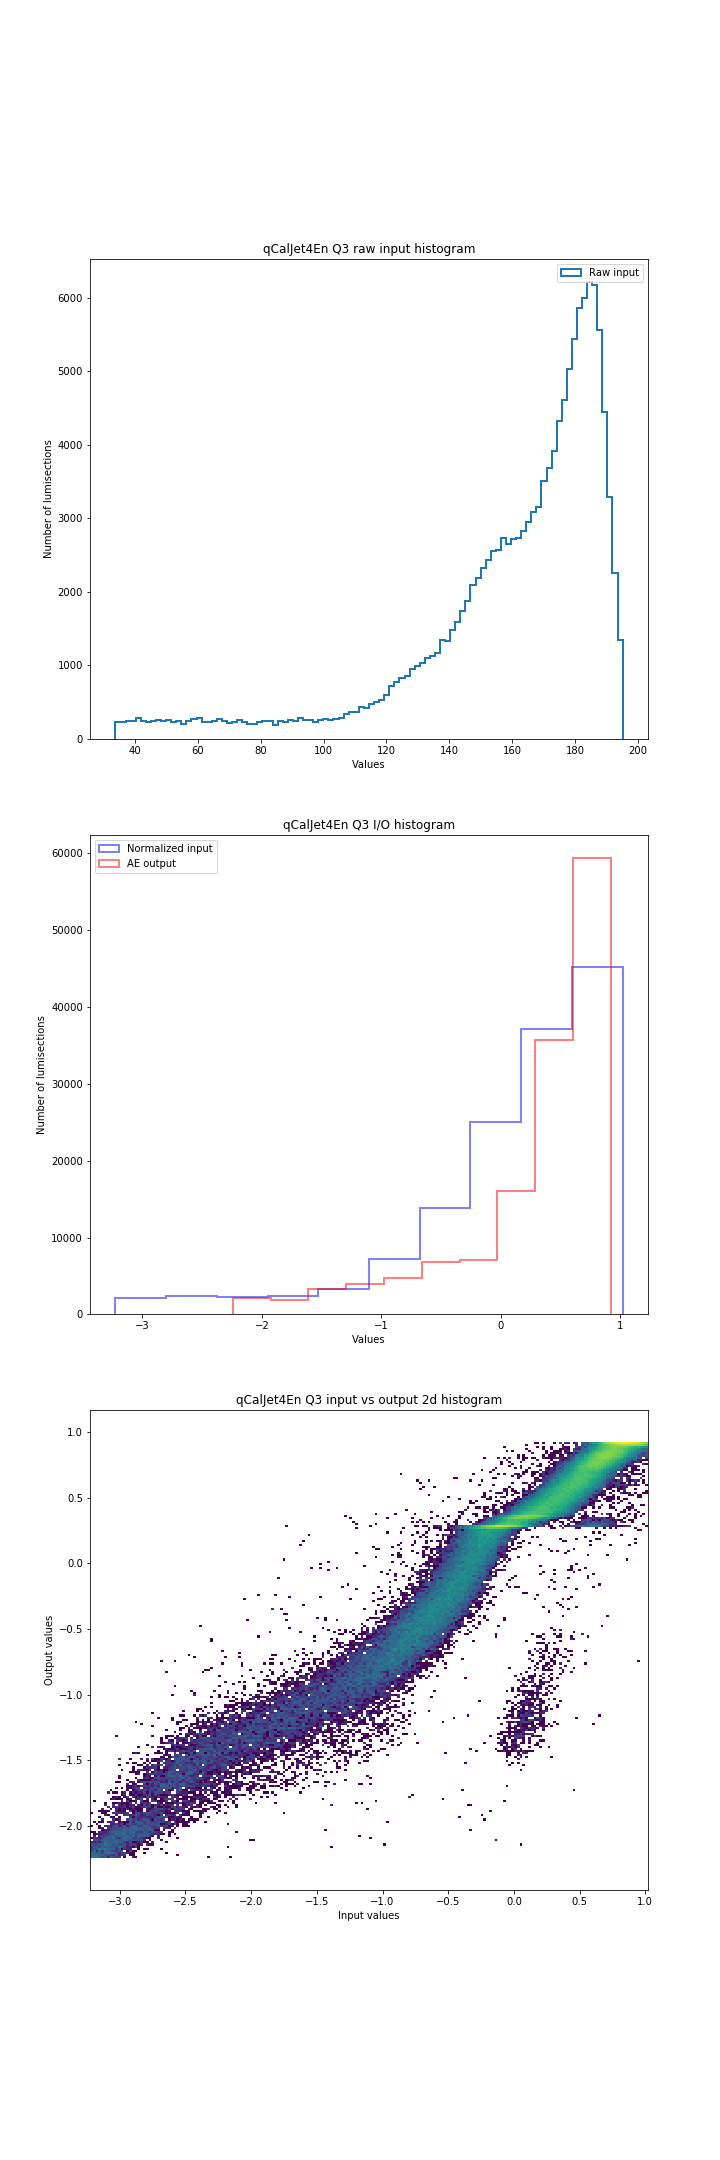 qCalJet4En Q3 raw input histogram
Raw input
Number of lumisections
6000
5000
4000
3000
2000
1000
0
40 60 80 100 120 140 160 180 200
Values
qCalJet4En Q3 I/O histogram
Normalized input
AE output
Number of lumisections
60000
50000
40000
30000
20000
10000
0
−3 −2 −1 0 1
Values
qCalJet4En Q3 input vs output 2d histogram
Output values
1.0
0.5
0.0
−0.5
−1.0
−1.5
−2.0
−3.0 −2.5 −2.0 −1.5 −1.0 −0.5 0.0 0.5 1.0
Input values